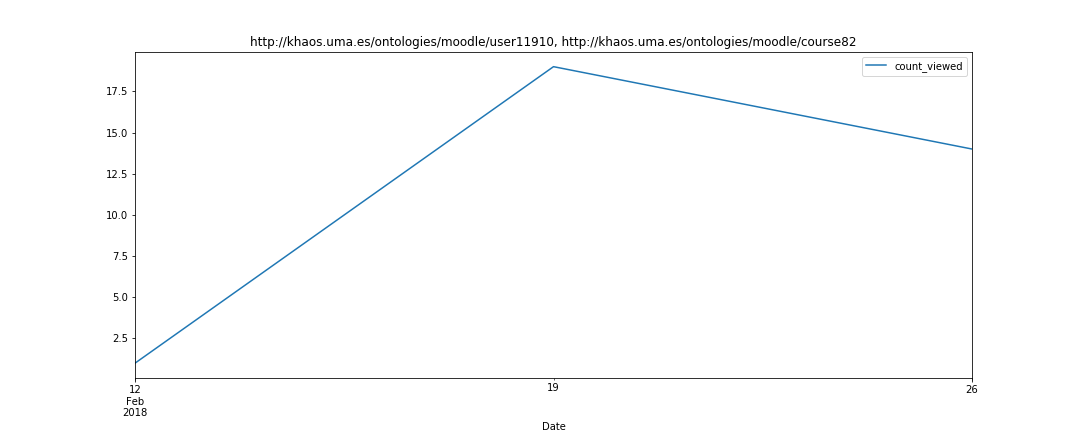 http://khaos.uma.es/ontologies/moodle/user11910, http://khaos.uma.es/ontologies/moodle/course82
count_viewed
17.5
15.0
12.5
10.0
7.5
5.0
2.5
12
Feb
2018
19
26
Date